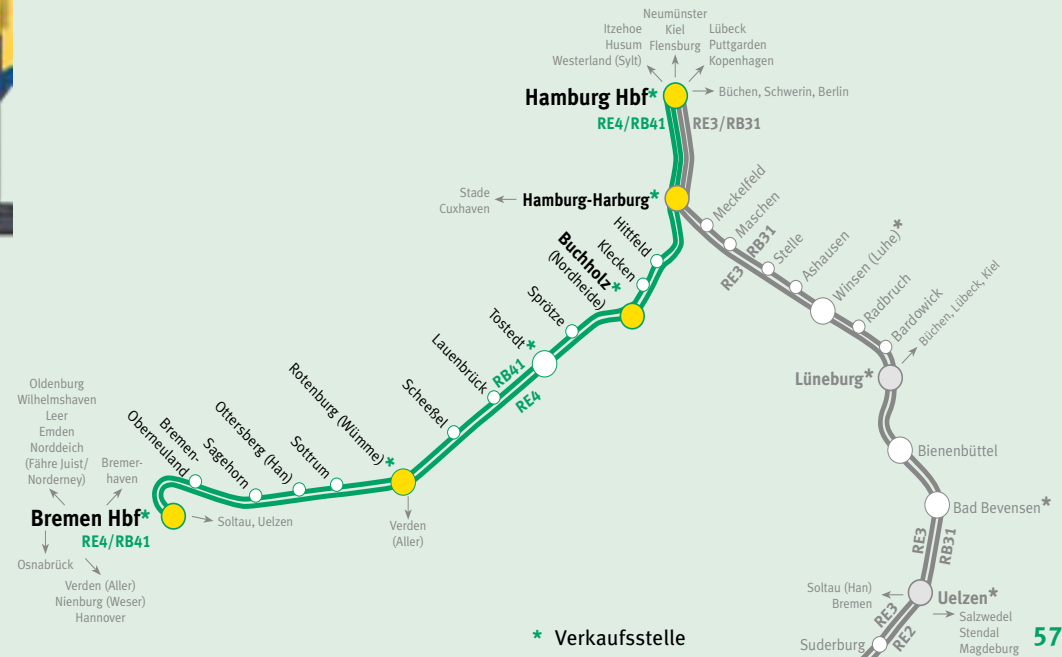 Neumünster
Kiel
Flensburg
Itzehoe
Husum
Westerland (Sylt)
Lübeck
Puttgarden
Kopenhagen
Hamburg Hbf*
Büchen, Schwerin, Berlin
RE4/RB41
RE3/RB31
Stade
Cuxhaven
Hamburg-Harburg*
Meckelfeld
Maschen
RE3
RB31
Stelle
Ashausen
Winsen (Luhe)*
Radbruch
Bardowick
Büchen, Lübeck, Kiel
Lüneburg*
Bienenbüttel
Bad Bevensen*
RE3
RB31
Soltau (Han)
Bremen
Uelzen*
Salzwedel
Stendal
Magdeburg
RE3
RE2
Suderburg
Hittfeld
Klecken
Buchholz*
(Nordheide)
Sprötze
Tostedt*
RB41
RE4
Lauenbrück
Scheeßel
Rotenburg (Wümme)*
Verden
(Aller)
Sottrum
Ottersberg (Han)
Sagehorn
Bremen-
Oberneuland
Oldenburg
Wilhelmshaven
Leer
Emden
Norddeich
(Fähre Juist/
Norderney)
Bremer-
haven
Bremen Hbf*
RE4/RB41
Soltau, Uelzen
Osnabrück
Verden (Aller)
Nienburg (Weser)
Hannover
* Verkaufsstelle
57